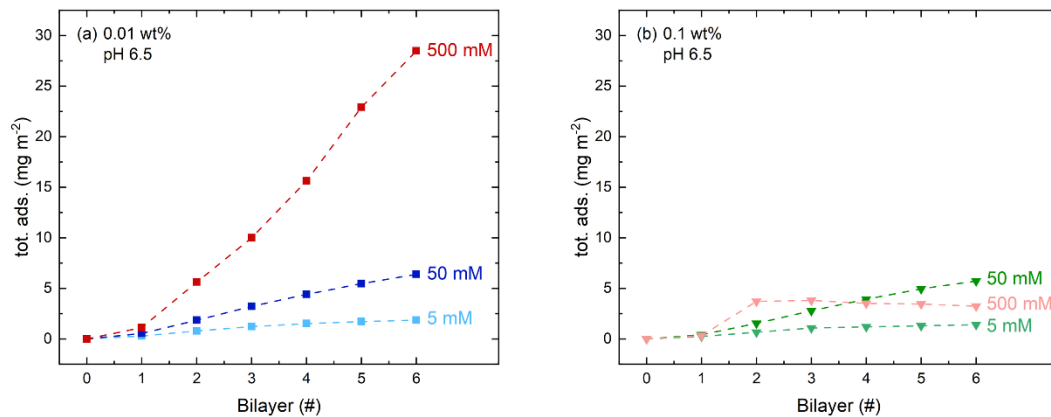 (a) 0.01 wt%
pH 6.5
500 mM
50 mM
5 mM
30
25
20
15
10
5
0
tot. ads. (mg m⁻²)
0 1 2 3 4 5 6
Bilayer (#)
(b) 0.1 wt%
pH 6.5
50 mM
500 mM
5 mM
30
25
20
15
10
5
0
tot. ads. (mg m⁻²)
0 1 2 3 4 5 6
Bilayer (#)